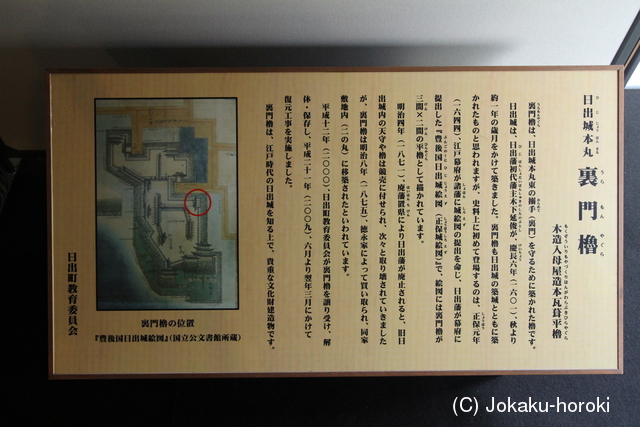 日出城本丸 裏門櫓
木造入母屋造本瓦葺平櫓
裏門櫓は、日出城本丸東の搦手（裏門）を守るために築かれた櫓です。
日出城は、日出藩初代藩主木下延俊が、慶長六年（一六〇一）、秋より
約一年の歳月をかけて築きました。裏門櫓も日出城の築城とともに築
かれたものと思われますが、史料上に初めて登場するのは、正保元年
（一六四四）、江戸幕府が諸藩に城絵図の提出を命じ、日出藩が幕府に
提出した『豊後国日出城絵図』（正保城絵図）で、絵図には裏門櫓が
三間×二間の平櫓として描かれています。
明治四年（一八七一）、廃藩置県により日出藩が廃止されると、旧日
出城内の天守や櫓は競売に付せられ、次々と取り壊されていきました
が、裏門櫓は明治八年（一八七五）、徳永家によって買い取られ、同家
敷地内（二の丸）に移築されたといわれています。
平成十二年（二〇〇〇）、日出町教育委員会が裏門櫓を譲り受け、解
体・保存し、平成二十一年（二〇〇九）六月より翌年三月にかけて
復元工事を実施しました。
裏門櫓は、江戸時代の日出城を知る上で、貴重な文化財建造物です。
日出町教育委員会
裏門櫓の位置
『豊後国日出城絵図』（国立公文書館所蔵）
(C) Jokaku-horoki